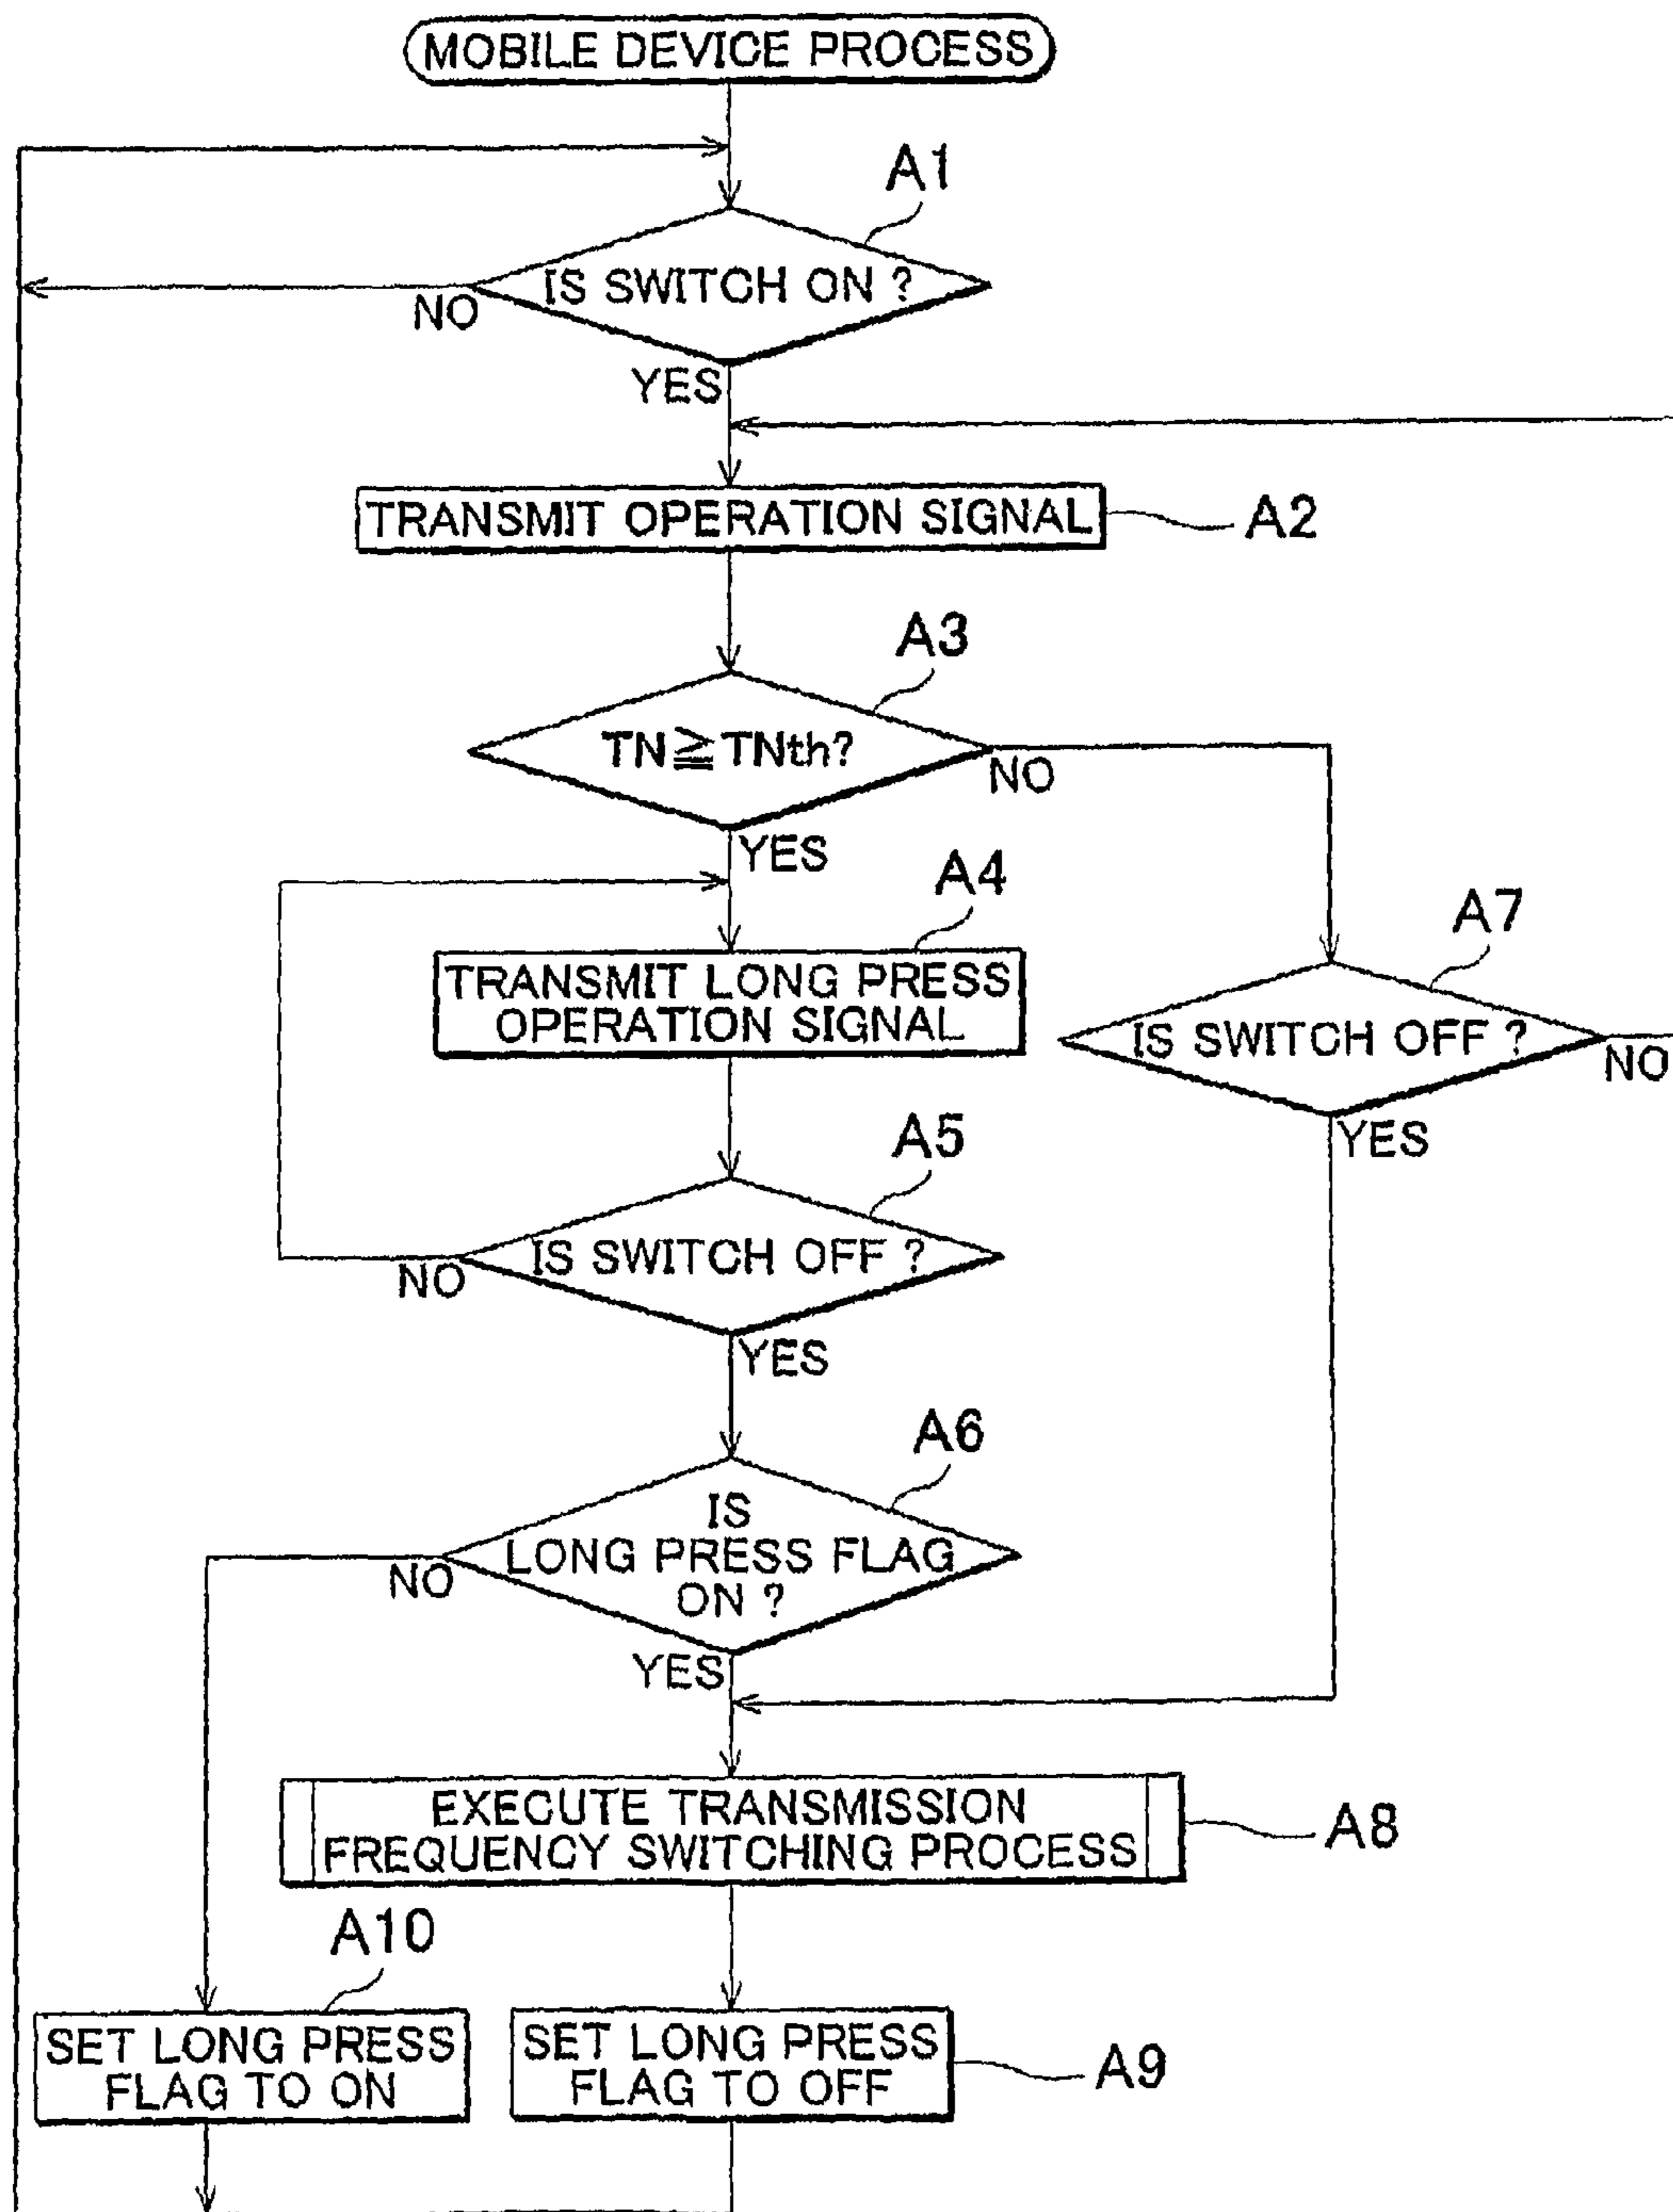 MOBILE DEVICE PROCESS
A1
IS SWITCH ON ?
NO
YES
TRANSMIT OPERATION SIGNAL
A2
A3
TN≧TNth?
NO
YES
A4
TRANSMIT LONG PRESS
OPERATION SIGNAL
A7
IS SWITCH OFF ?
NO
YES
A5
IS SWITCH OFF ?
NO
YES
A6
IS
LONG PRESS FLAG
ON ?
NO
YES
EXECUTE TRANSMISSION
FREQUENCY SWITCHING PROCESS
A8
A10
SET LONG PRESS
FLAG TO ON
SET LONG PRESS
FLAG TO OFF
A9